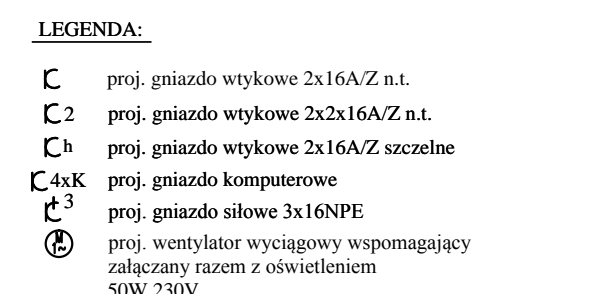 LEGENDA:
proj. gniazdo wtykowe 2x16A/Z n.t.
2 proj. gniazdo wtykowe 2x2x16A/Z n.t.
h proj. gniazdo wtykowe 2x16A/Z szczelne
4xK proj. gniazdo komputerowe
3 proj. gniazdo siłowe 3x16NPE
M 1~ proj. wentylator wyciągowy wspomagający
załączany razem z oświetleniem
50W 230V